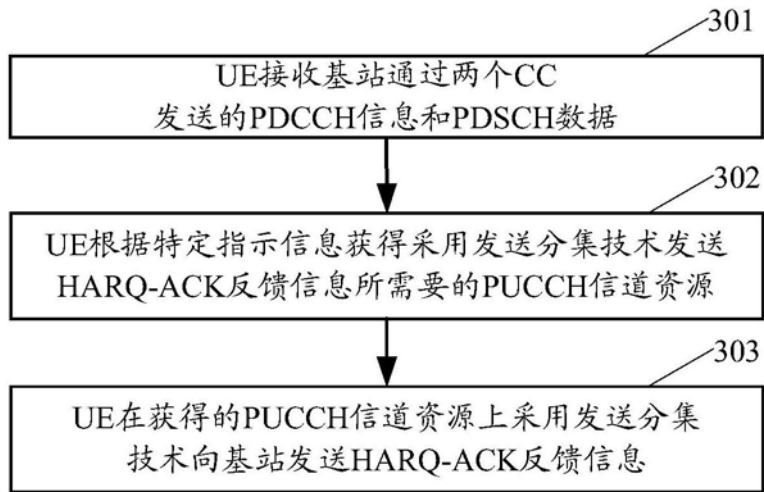 301
UE接收基站通过两个CC
发送的PDCCH信息和PDSCH数据
302
UE根据特定指示信息获得采用发送分集技术发送
HARQ-ACK反馈信息所需要的PUCCH信道资源
303
UE在获得的PUCCH信道资源上采用发送分集
技术向基站发送HARQ-ACK反馈信息